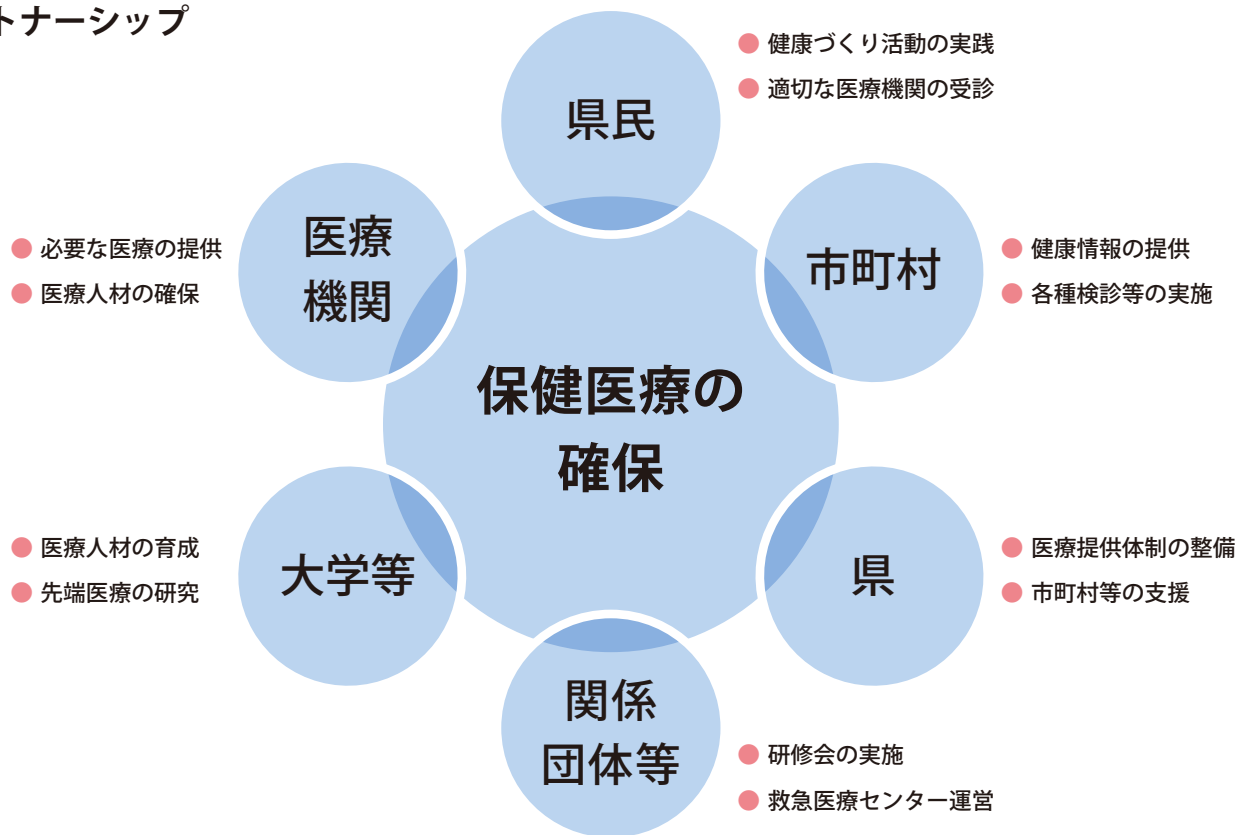 トナーシップ
県民
● 健康づくり活動の実践
● 適切な医療機関の受診
医療
機関
● 必要な医療の提供
● 医療人材の確保
市町村
● 健康情報の提供
● 各種検診等の実施
保健医療の
確保
大学等
● 医療人材の育成
● 先端医療の研究
県
● 医療提供体制の整備
● 市町村等の支援
関係
団体等
● 研修会の実施
● 救急医療センター運営